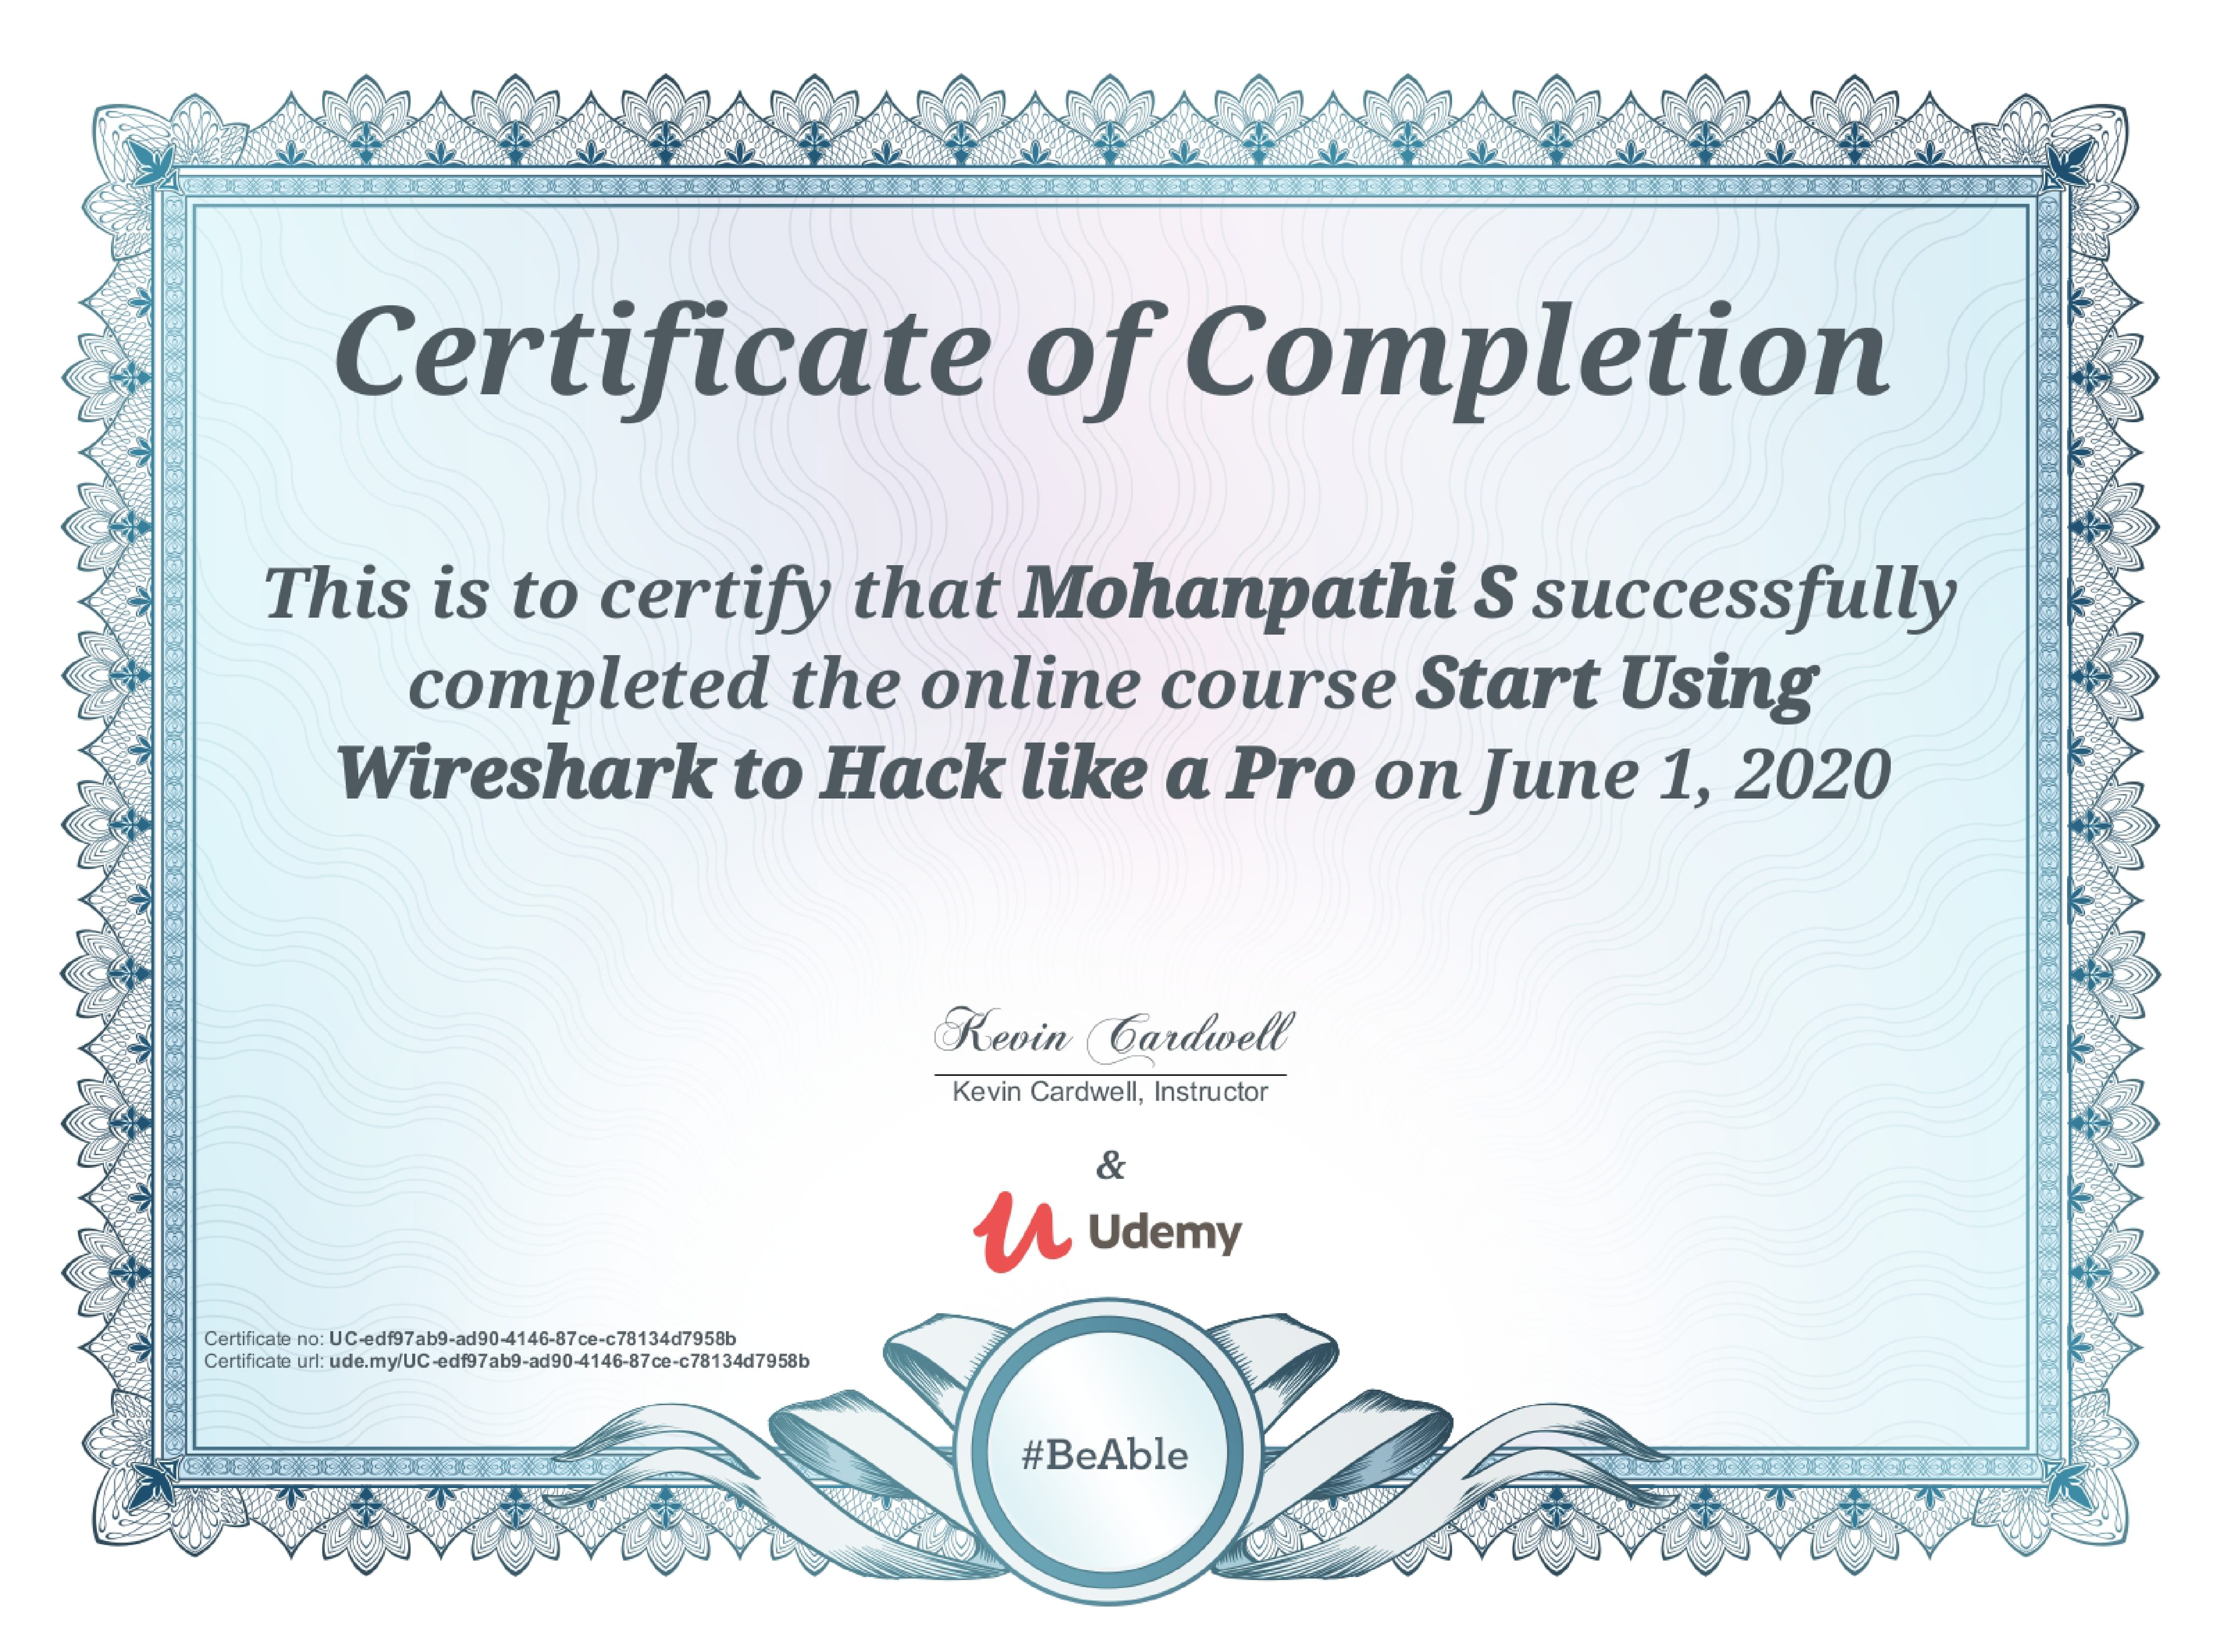 Certificate of Completion
This is to certify that Mohanpathi S successfully
completed the online course Start Using
Wireshark to Hack like a Pro on June 1, 2020
Kevin Cardwell
Kevin Cardwell, Instructor
&
Udemy
Certificate no: UC-edf97ab9-ad90-4146-87ce-c78134d7958b
Certificate url: ude.my/UC-edf97ab9-ad90-4146-87ce-c78134d7958b
#BeAble